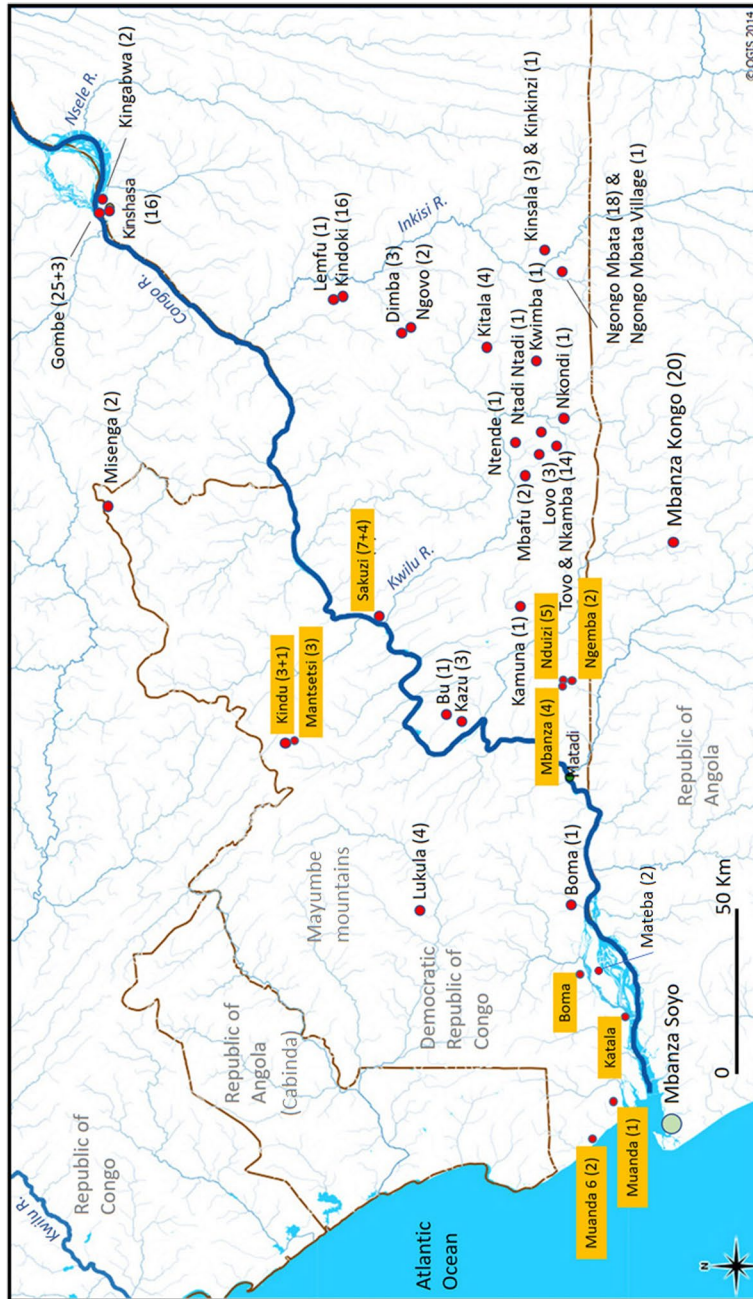 Kwilu R.
Republic of
Congo
Republic of
Angola
(Cabinda)
Mayumbe
mountains
Democratic
Republic of
Congo
Atlantic
Ocean
Misenga (2)
Gombe (25+3)
Kinshasa
(16)
Kingabwa (2)
Nsele R.
Congo R.
Kindu (3+1)
Mantsetsi (3)
Sakuzi (7+4)
Kwilu R.
Lemfu (1)
Kindoki (16)
Inkisi R.
Dimba (3)
Ngovo (2)
Lukula (4)
Bu (1)
Kazu (3)
Kitala (4)
Ntende (1)
Ntadi Ntadi (1)
Kwimba (1)
Kinsala (3) & Kinkinzi (1)
Mbafu (2)
Lovo (3)
Tovo & Nkamba (14)
Nkondi (1)
Ngongo Mbata (18) &
Ngongo Mbata Village (1)
Kamuna (1)
Mbanza (4)
Nduizi (5)
Ngemba (2)
Matadi
Boma (1)
Boma
Mateba (2)
Katala
Muanda 6 (2)
Muanda (1)
Mbanza Soyo
Mbanza Kongo (20)
Republic of
Angola
N
0
50 Km
©QGIS 2014